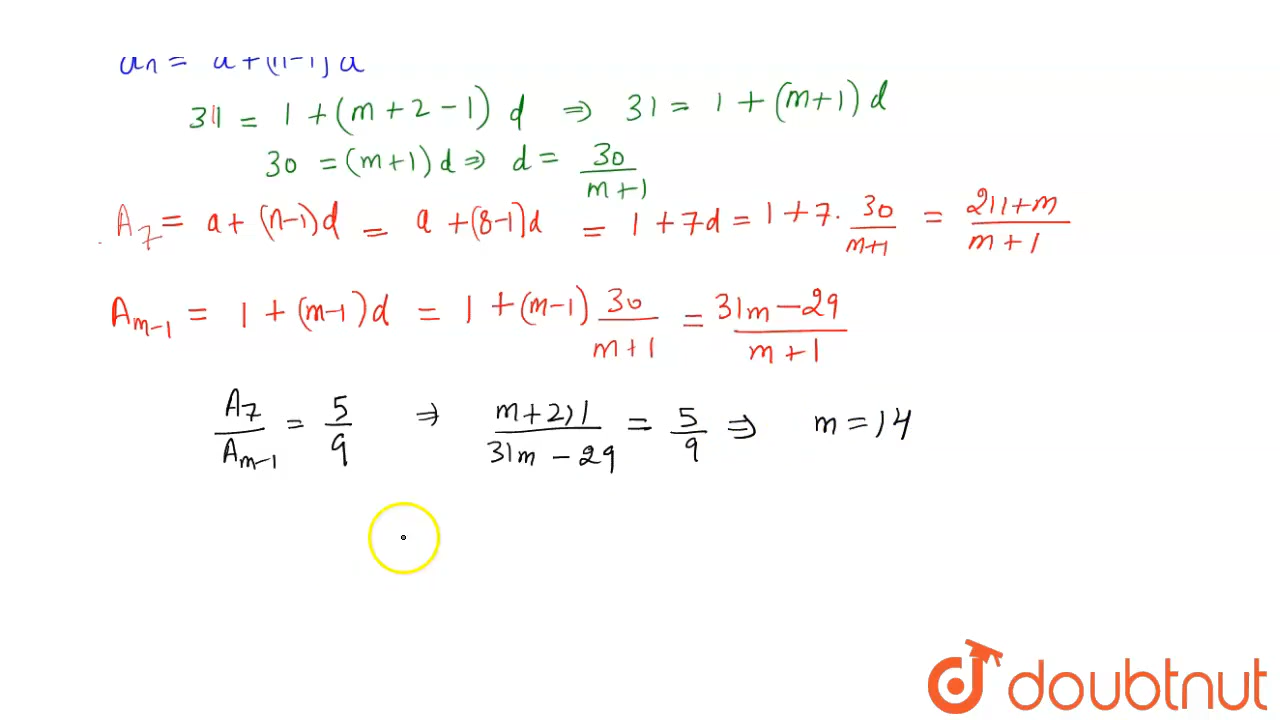 an = a + (n-1) d
31 = 1 + (m + 2 - 1) d ⇒ 31 = 1 + (m+1) d
30 = (m+1) d ⇒ d = 30/(m+1)
A₇ = a + (n-1)d = a + (8-1)d = 1 + 7d = 1 + 7. 30/(m+1) = (211+m)/(m+1)
Aₘ₋₁ = 1 + (m-1)d = 1 + (m-1) 30/(m+1) = (31m - 29)/(m+1)
A₇/Aₘ₋₁ = 5/9 ⇒ (m+211)/(31m - 29) = 5/9 ⇒ m = 14
doubtnut